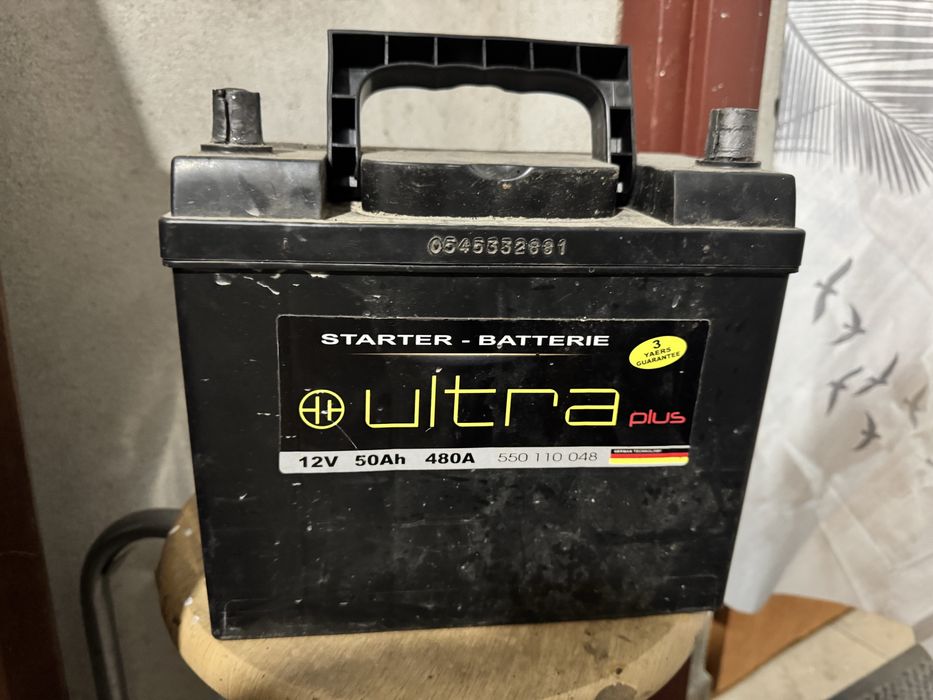 0545332881
STARTER - BATTERIE
3
YAERS
GUARANTEE
ultra plus
12V 50Ah 480A 550 110 048
GERMAN TECHNOLOGY